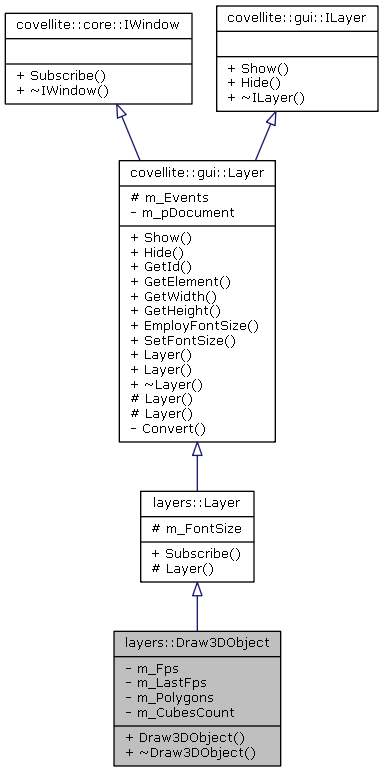 covellite::core::IWindow
+ Subscribe()
+ ~IWindow()
covellite::gui::ILayer
+ Show()
+ Hide()
+ ~ILayer()
covellite::gui::Layer
# m_Events
- m_pDocument
+ Show()
+ Hide()
+ GetId()
+ GetElement()
+ GetWidth()
+ GetHeight()
+ EmployFontSize()
+ SetFontSize()
+ Layer()
+ Layer()
+ ~Layer()
# Layer()
# Layer()
- Convert()
layers::Layer
# m_FontSize
+ Subscribe()
# Layer()
layers::Draw3DObject
- m_Fps
- m_LastFps
- m_Polygons
- m_CubesCount
+ Draw3DObject()
+ ~Draw3DObject()